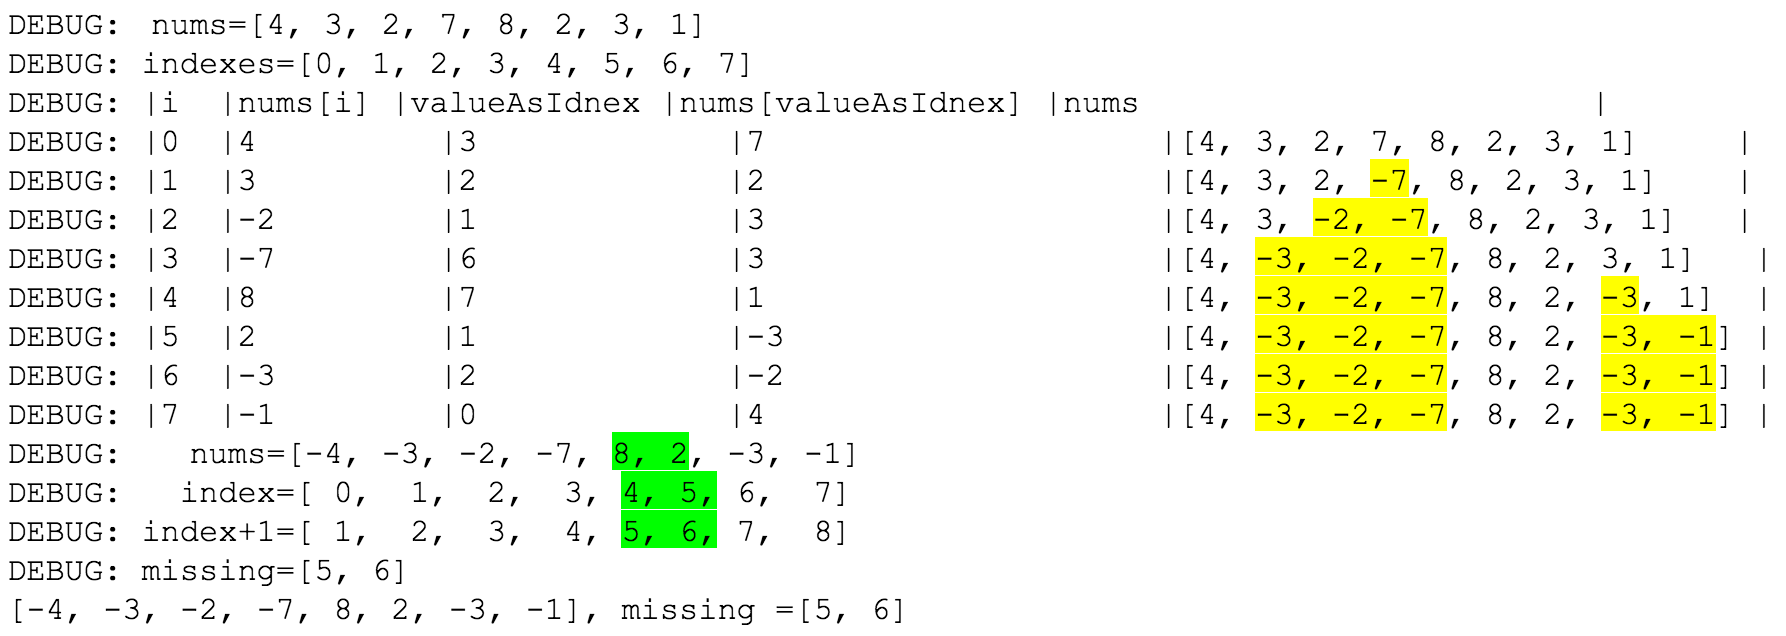 DEBUG:  nums=[4, 3, 2, 7, 8, 2, 3, 1]
DEBUG: indexes=[0, 1, 2, 3, 4, 5, 6, 7]
DEBUG: |i  |nums[i] |valueAsIdnex |nums[valueAsIdnex] |nums                        |
DEBUG: |0  |4          |3             |7                      |[4, 3, 2, 7, 8, 2, 3, 1]     |
DEBUG: |1  |3          |2             |2                      |[4, 3, 2, -7, 8, 2, 3, 1]    |
DEBUG: |2  |-2         |1             |3                      |[4, 3, -2, -7, 8, 2, 3, 1]   |
DEBUG: |3  |-7         |6             |3                      |[4, -3, -2, -7, 8, 2, 3, 1]   |
DEBUG: |4  |8          |7             |1                      |[4, -3, -2, -7, 8, 2, -3, 1]  |
DEBUG: |5  |2          |1             |-3                     |[4, -3, -2, -7, 8, 2, -3, -1] |
DEBUG: |6  |-3         |2             |-2                     |[4, -3, -2, -7, 8, 2, -3, -1] |
DEBUG: |7  |-1         |0             |4                      |[4, -3, -2, -7, 8, 2, -3, -1] |
DEBUG:    nums=[-4, -3, -2, -7, 8, 2, -3, -1]
DEBUG:   index=[ 0,  1,  2,  3, 4, 5, 6,  7]
DEBUG: index+1=[ 1,  2,  3,  4, 5, 6, 7,  8]
DEBUG: missing=[5, 6]
[-4, -3, -2, -7, 8, 2, -3, -1], missing =[5, 6]